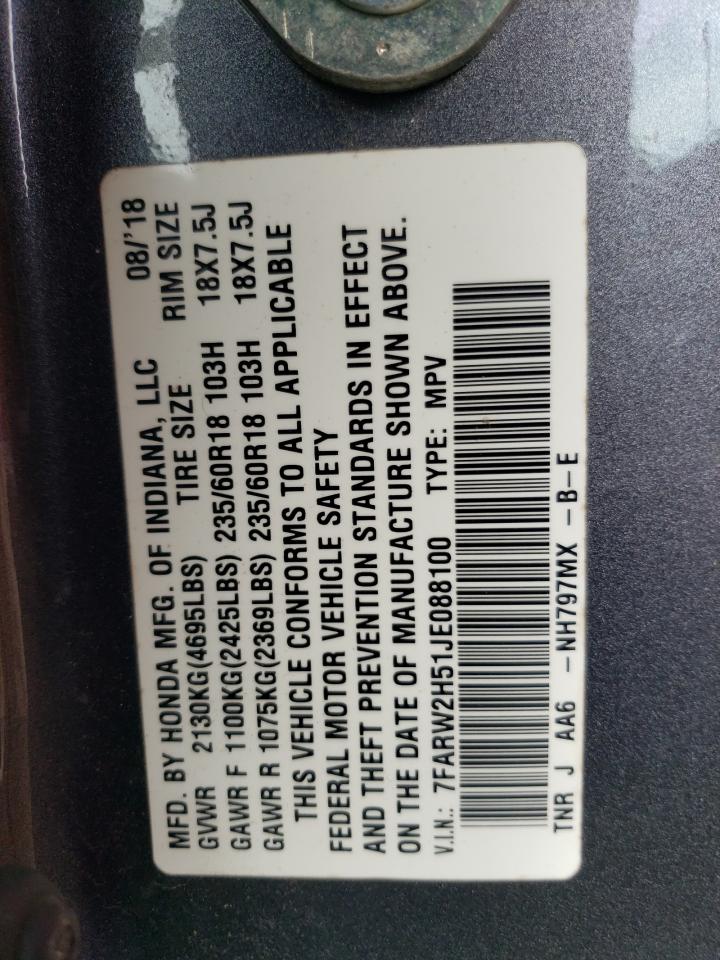 MFD. BY HONDA MFG. OF INDIANA, LLC 08/'18
GVWR 2130KG(4695LBS) TIRE SIZE RIM SIZE
GAWR F 1100KG(2425LBS) 235/60R18 103H 18X7.5J
GAWR R 1075KG(2369LBS) 235/60R18 103H 18X7.5J
THIS VEHICLE CONFORMS TO ALL APPLICABLE
FEDERAL MOTOR VEHICLE SAFETY
AND THEFT PREVENTION STANDARDS IN EFFECT
ON THE DATE OF MANUFACTURE SHOWN ABOVE.
V.I.N.: 7FARW2H51JE088100 TYPE: MPV
TNR J AA6 -NH797MX -B-E